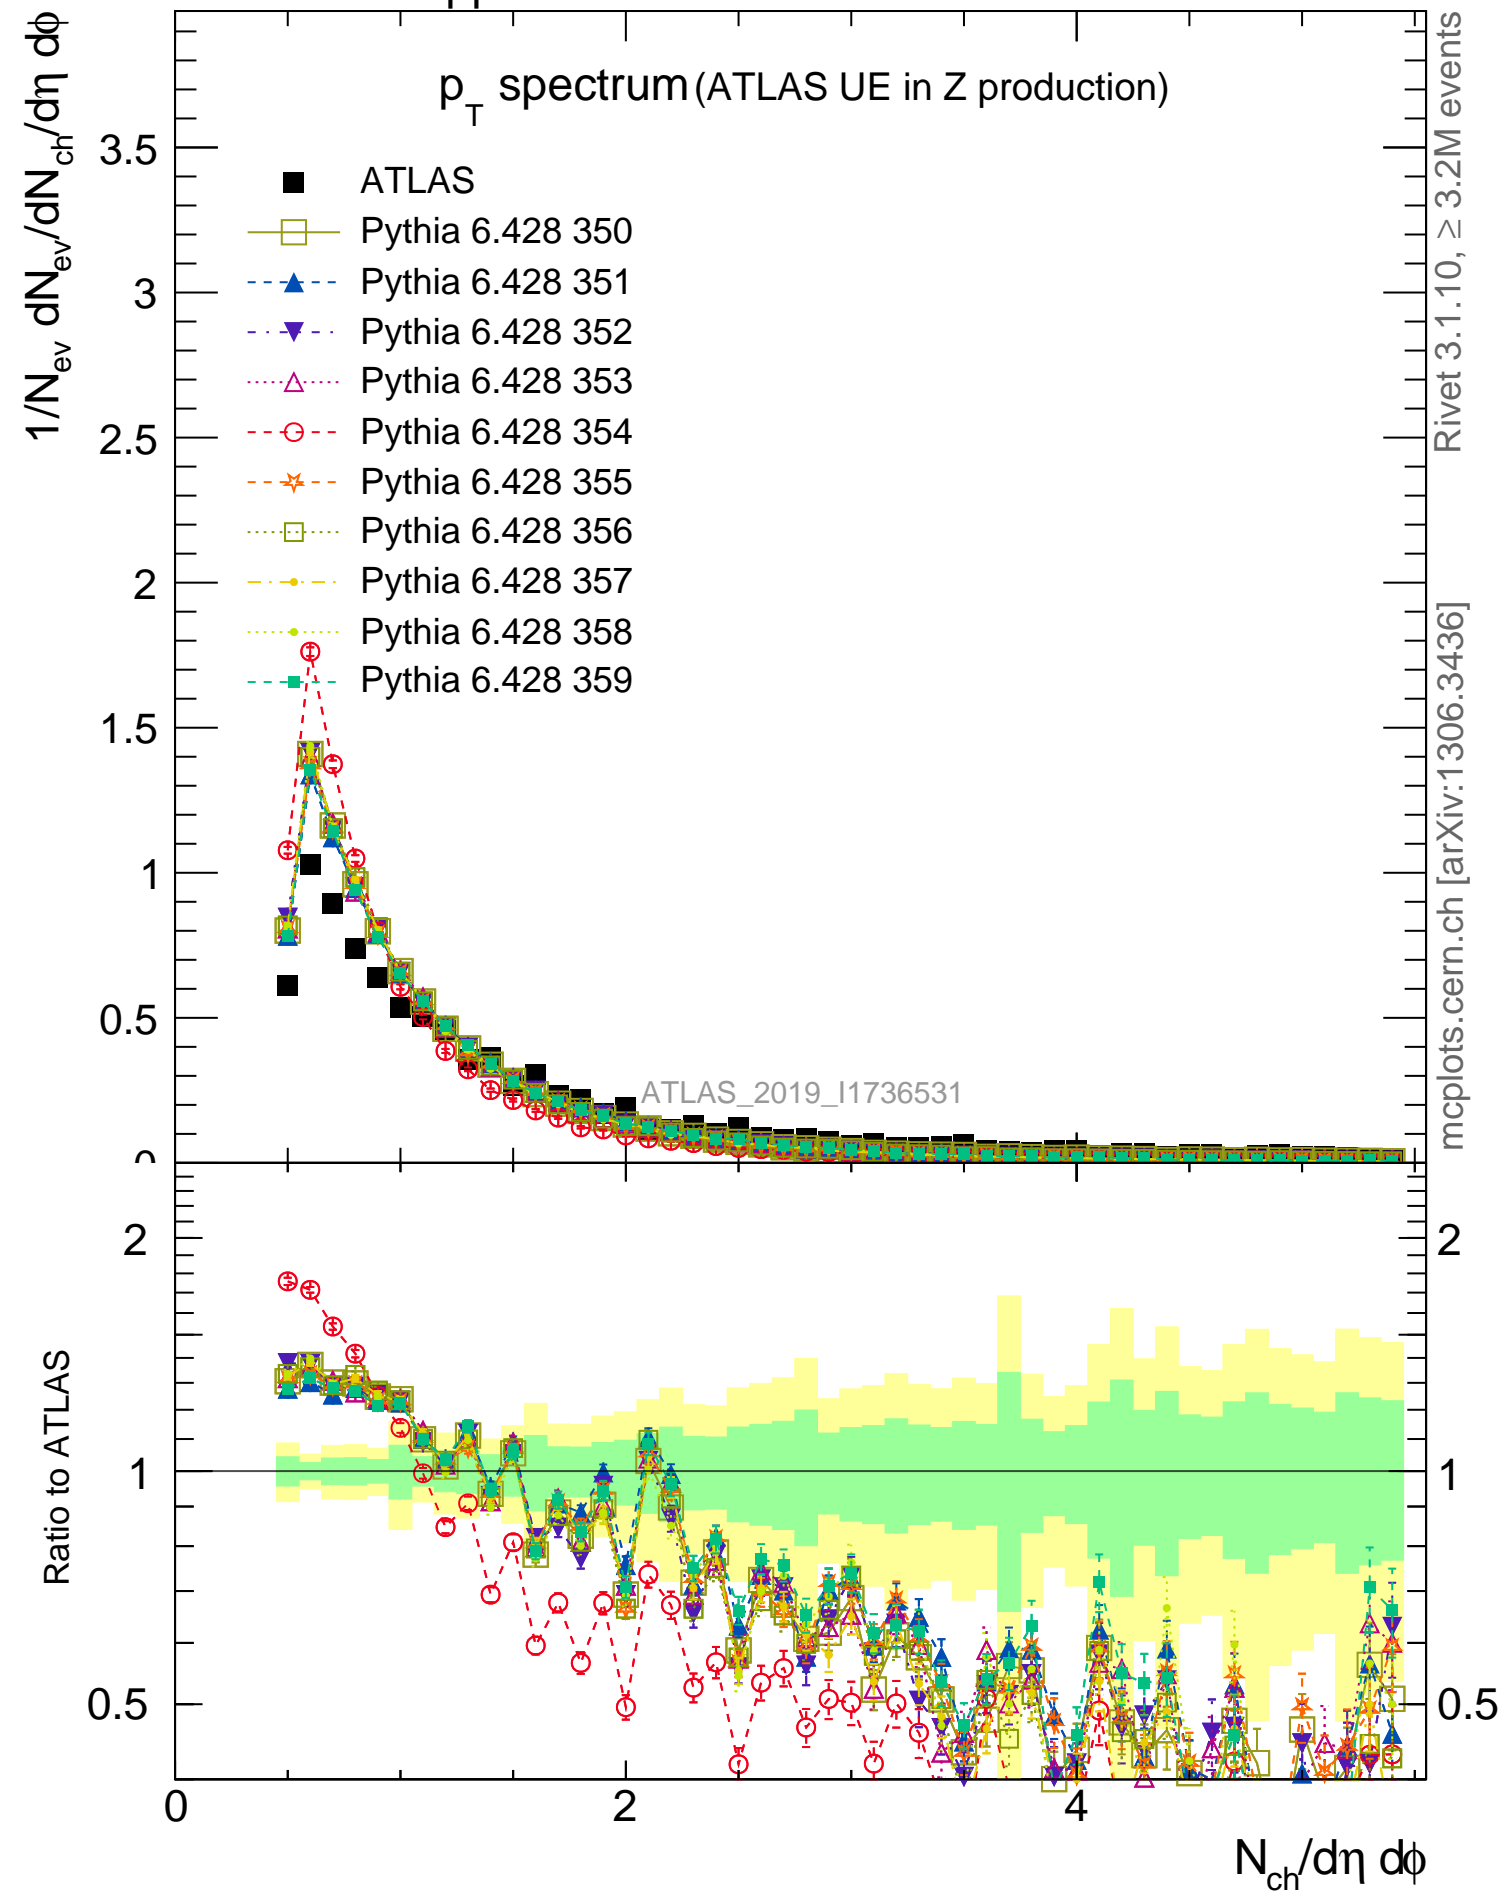 1/N_ev dN_ev/dN_ch/dη dϕ
p_T spectrum (ATLAS UE in Z production)
ATLAS
Pythia 6.428 350
Pythia 6.428 351
Pythia 6.428 352
Pythia 6.428 353
Pythia 6.428 354
Pythia 6.428 355
Pythia 6.428 356
Pythia 6.428 357
Pythia 6.428 358
Pythia 6.428 359
3.5
3
2.5
2
1.5
1
0.5
0
ATLAS_2019_I1736531
Rivet 3.1.10, ≥ 3.2M events
mcplots.cern.ch [arXiv:1306.3436]
Ratio to ATLAS
2
1
0.5
2
1
0.5
0
2
4
N_ch/dη dϕ